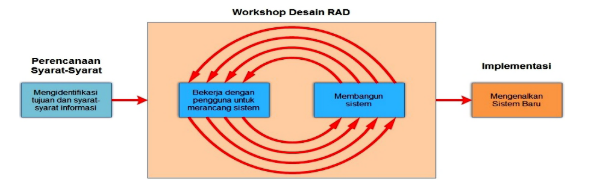 Workshop Desain RAD
Perencanaan
Syarat-Syarat
Mengidentifikasi
tujuan dan syarat-
syarat informasi
Bekerja dengan
pengguna untuk
merancang sistem
Membangun
sistem
Implementasi
Mengenalkan
Sistem Baru